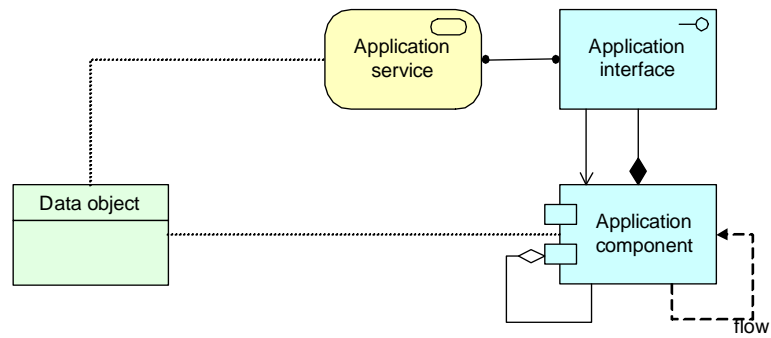 Application
service
Application
interface
Data object
Application
component
flow